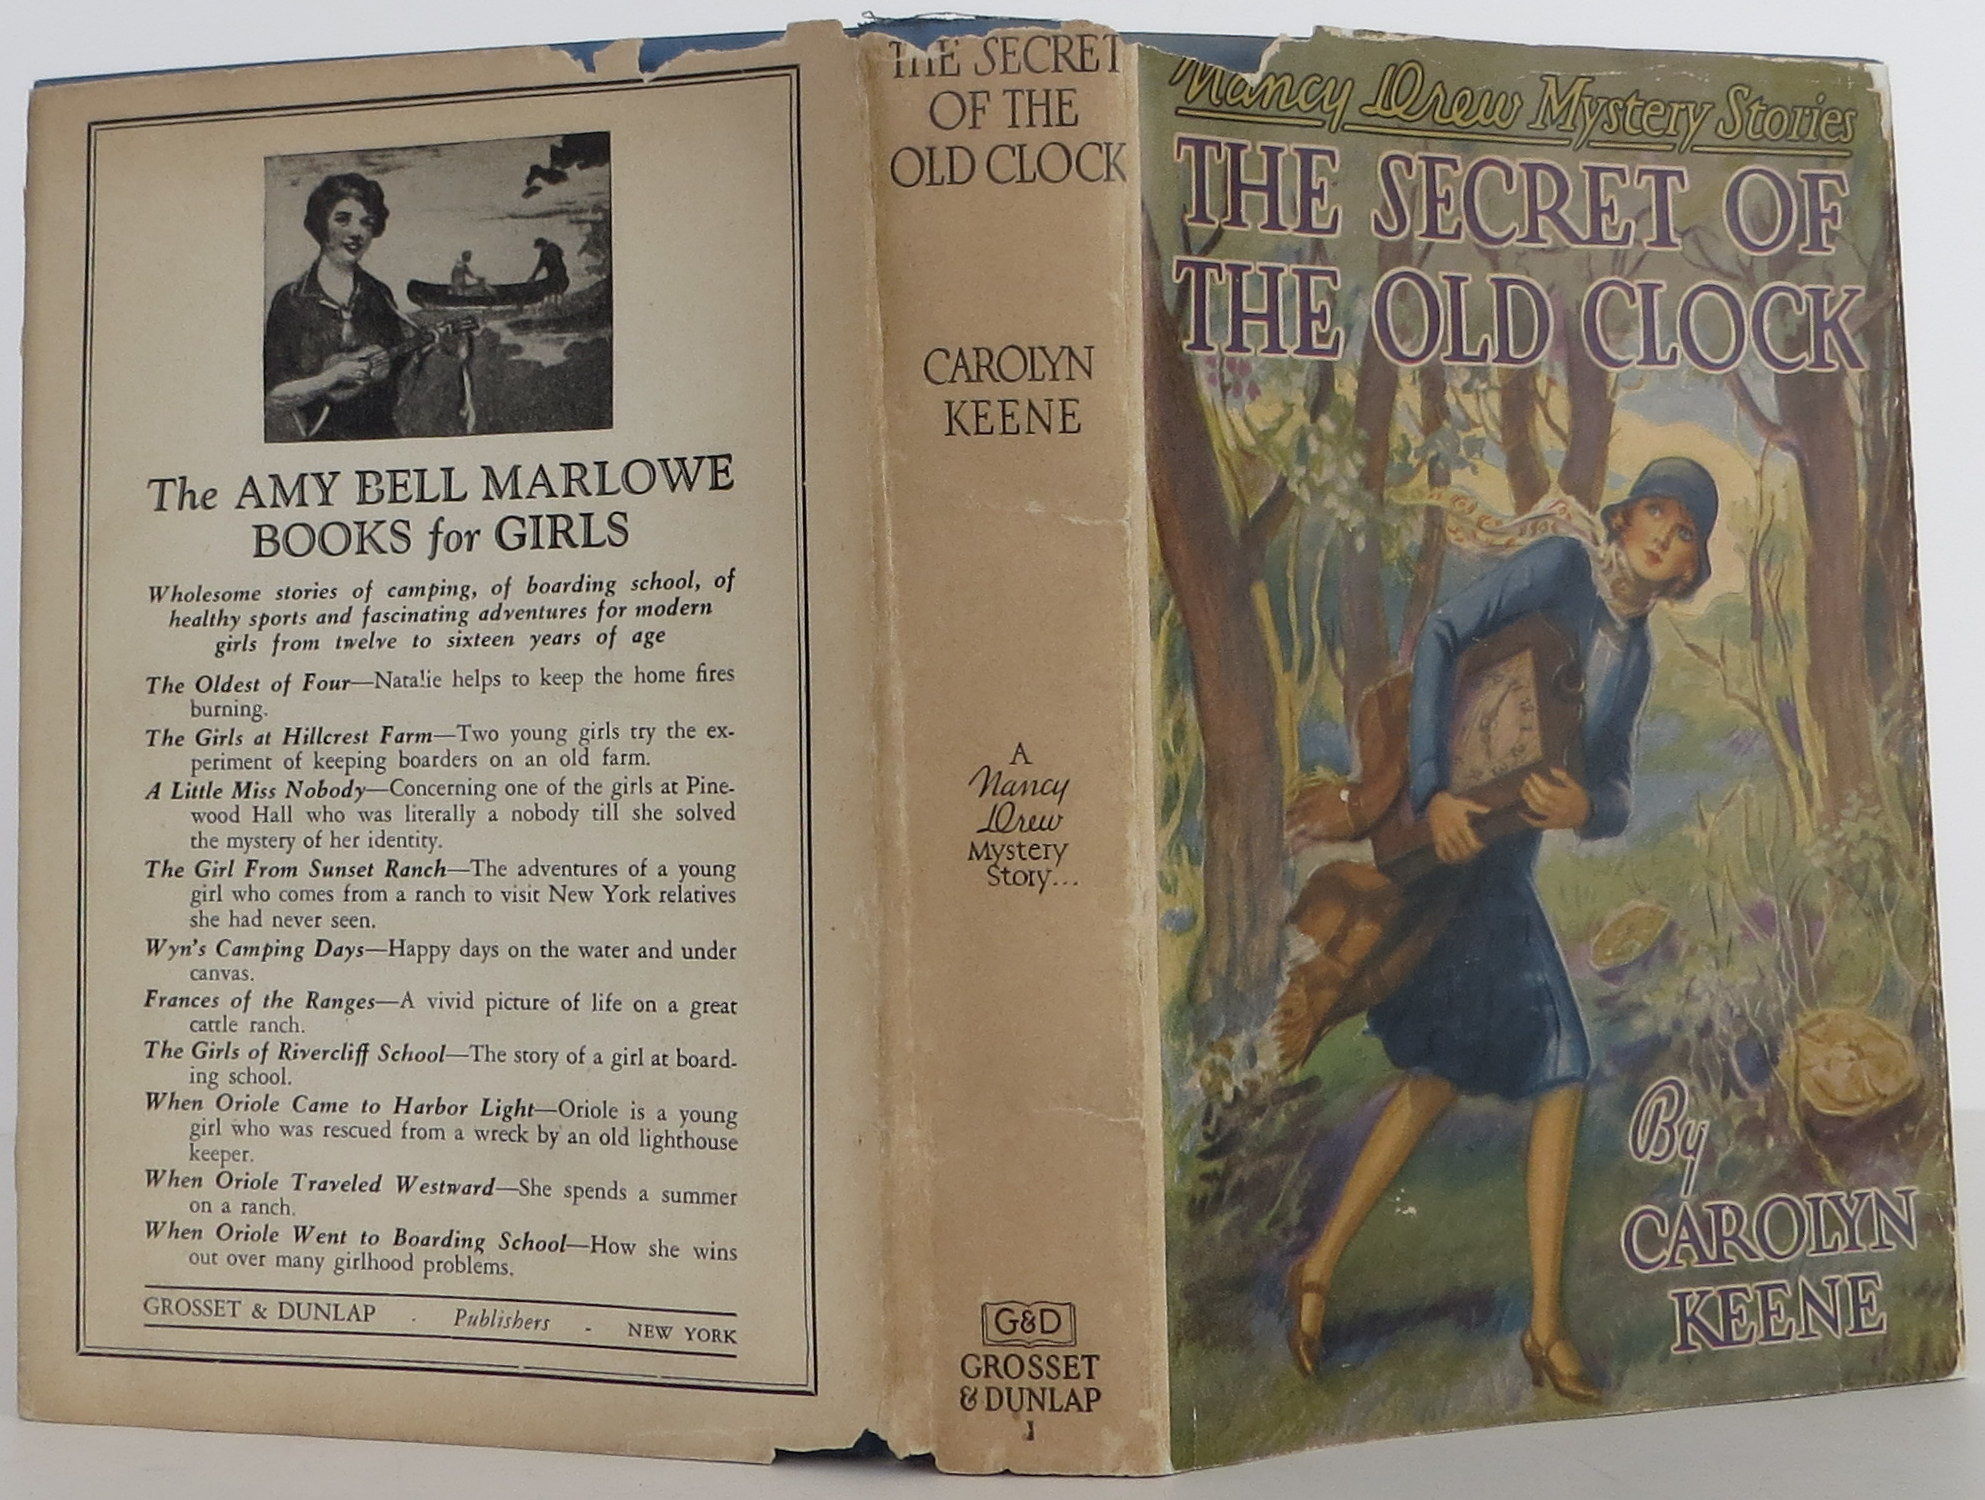 The AMY BELL MARLOWE
BOOKS for GIRLS
Wholesome stories of camping, of boarding school, of
healthy sports and fascinating adventures for modern
girls from twelve to sixteen years of age
The Oldest of Four—Natalie helps to keep the home fires
burning.
The Girls at Hillcrest Farm—Two young girls try the ex-
periment of keeping boarders on an old farm.
A Little Miss Nobody—Concerning one of the girls at Pine-
wood Hall who was literally a nobody till she solved
the mystery of her identity.
The Girl From Sunset Ranch—The adventures of a young
girl who comes from a ranch to visit New York relatives
she had never seen.
Wyn's Camping Days—Happy days on the water and under
canvas.
Frances of the Ranges—A vivid picture of life on a great
cattle ranch.
The Girls of Rivercliff School—The story of a girl at board-
ing school.
When Oriole Came to Harbor Light—Oriole is a young
girl who was rescued from a wreck by an old lighthouse
keeper.
When Oriole Traveled Westward—She spends a summer
on a ranch.
When Oriole Went to Boarding School—How she wins
out over many girlhood problems.
GROSSET & DUNLAP . Publishers - NEW YORK
THE SECRET
OF THE
OLD CLOCK
CAROLYN
KEENE
A
Nancy
Drew
Mystery
Story...
G&D
GROSSET
& DUNLAP
1
Nancy Drew Mystery Stories
THE SECRET OF
THE OLD CLOCK
By
CAROLYN
KEENE